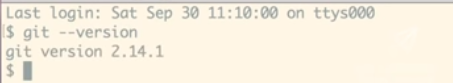 Last login: Sat Sep 30 11:10:00 on ttys000
$ git --version
git version 2.14.1
$